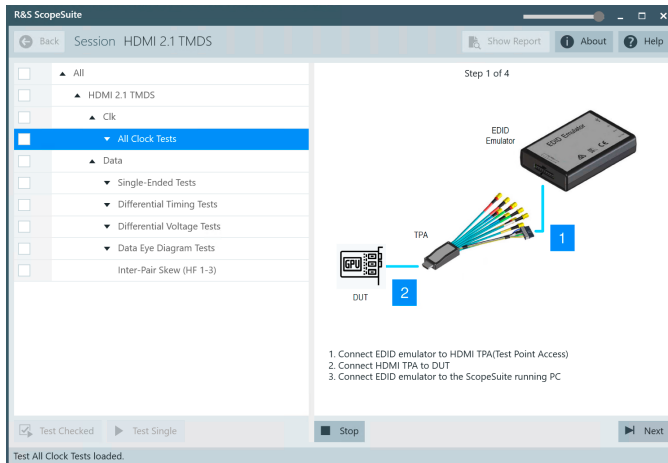 R&S ScopeSuite
Back Session HDMI 2.1 TMDS Show Report About Help
All
HDMI 2.1 TMDS
Clk
All Clock Tests
Data
Single-Ended Tests
Differential Timing Tests
Differential Voltage Tests
Data Eye Diagram Tests
Inter-Pair Skew (HF 1-3)
Step 1 of 4
EDID
Emulator
EDID Emulator
TPA
1
GPU
DUT
2
1. Connect EDID emulator to HDMI TPA(Test Point Access)
2. Connect HDMI TPA to DUT
3. Connect EDID emulator to the ScopeSuite running PC
Test Checked Test Single Stop Next
Test All Clock Tests loaded.